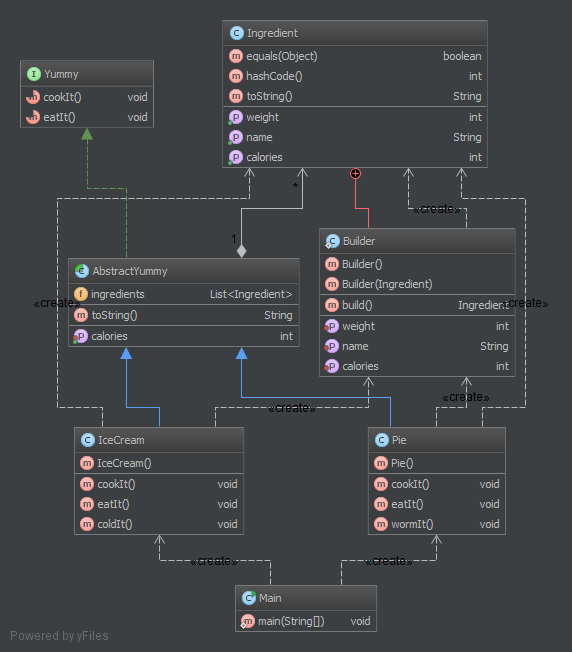 Ingredient
equals(Object) boolean
hashCode() int
toString() String
weight int
name String
calories int
Yummy
cookIt() void
eatIt() void
*
«create»
1
Builder
Builder()
Builder(Ingredient)
build() Ingredient
weight int
name String
calories int
AbstractYummy
ingredients List<Ingredient>
toString() String
calories int
«create»
«create»
«create»
«create»
IceCream
IceCream()
cookIt() void
eatIt() void
coldIt() void
Pie
Pie()
cookIt() void
eatIt() void
wormIt() void
«create»
«create»
Main
main(String[]) void
Powered by yFiles